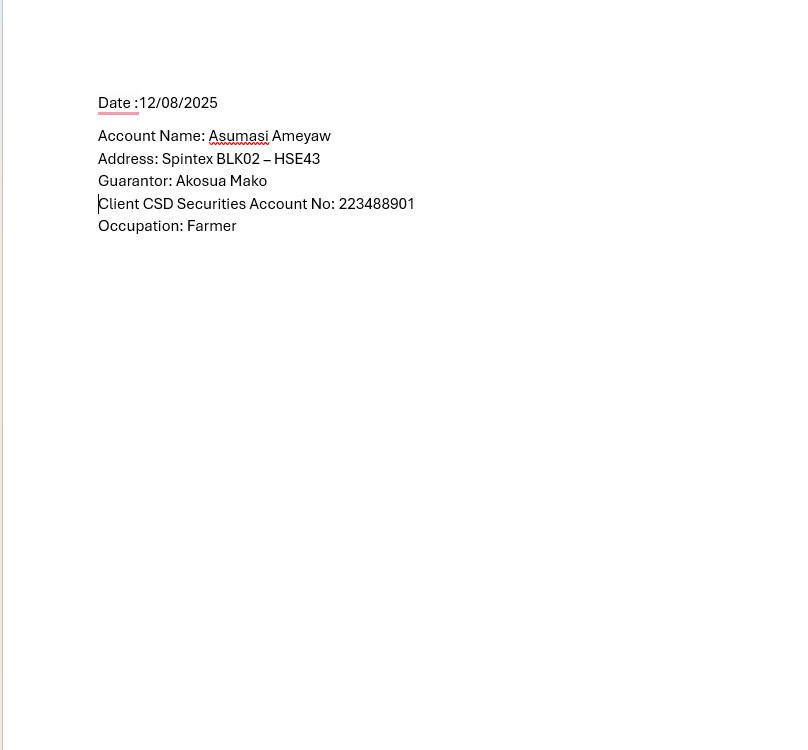 Date :12/08/2025
Account Name: Asumasi Ameyaw
Address: Spintex BLK02 – HSE43
Guarantor: Akosua Mako
Client CSD Securities Account No: 223488901
Occupation: Farmer